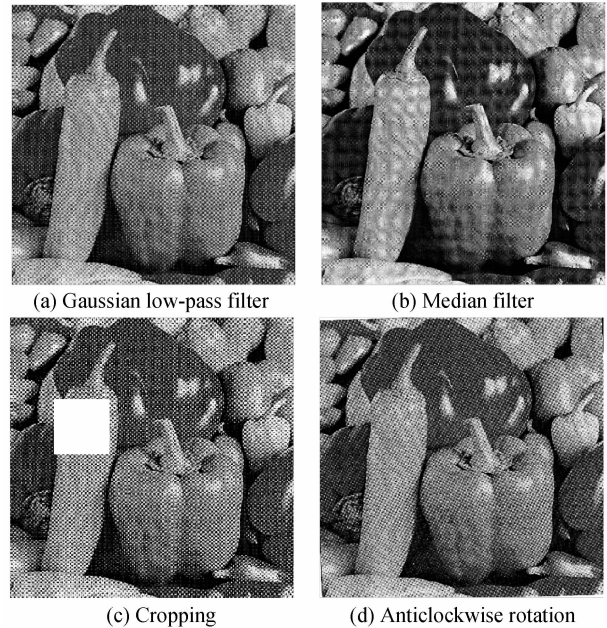 (a) Gaussian low-pass filter
(b) Median filter
(c) Cropping
(d) Anticlockwise rotation